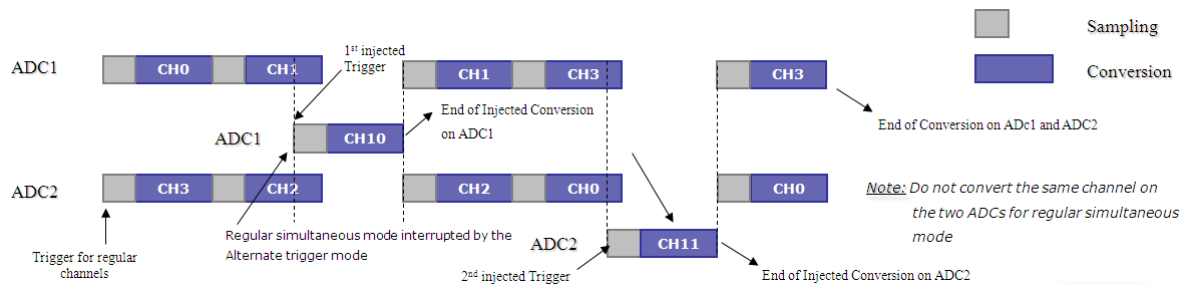 Sampling
Conversion
1st injected
Trigger
ADC1
CH0
CH1
CH1
CH3
CH3
End of Injected Conversion
on ADC1
End of Conversion on ADc1 and ADC2
ADC1
CH10
ADC2
CH3
CH2
CH2
CH0
CH0
Note: Do not convert the same channel on
the two ADCs for regular simultaneous
mode
Regular simultaneous mode interrupted by the
Alternate trigger mode
ADC2
CH11
Trigger for regular
channels
2nd injected Trigger
End of Injected Conversion on ADC2